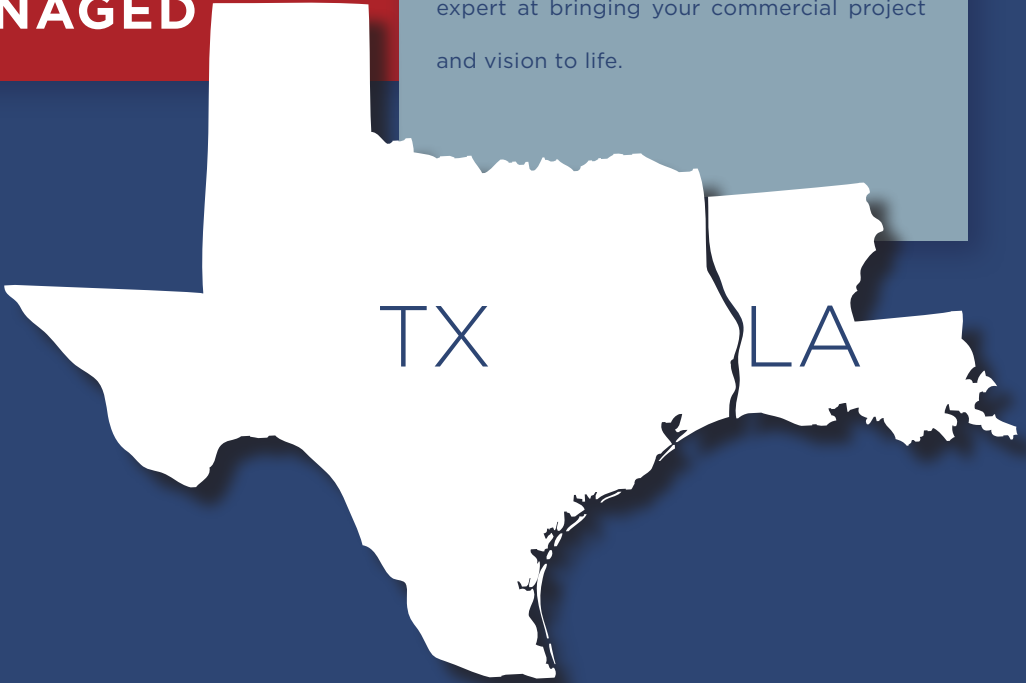 NAGED
expert at bringing your commercial project
and vision to life.
TX
LA